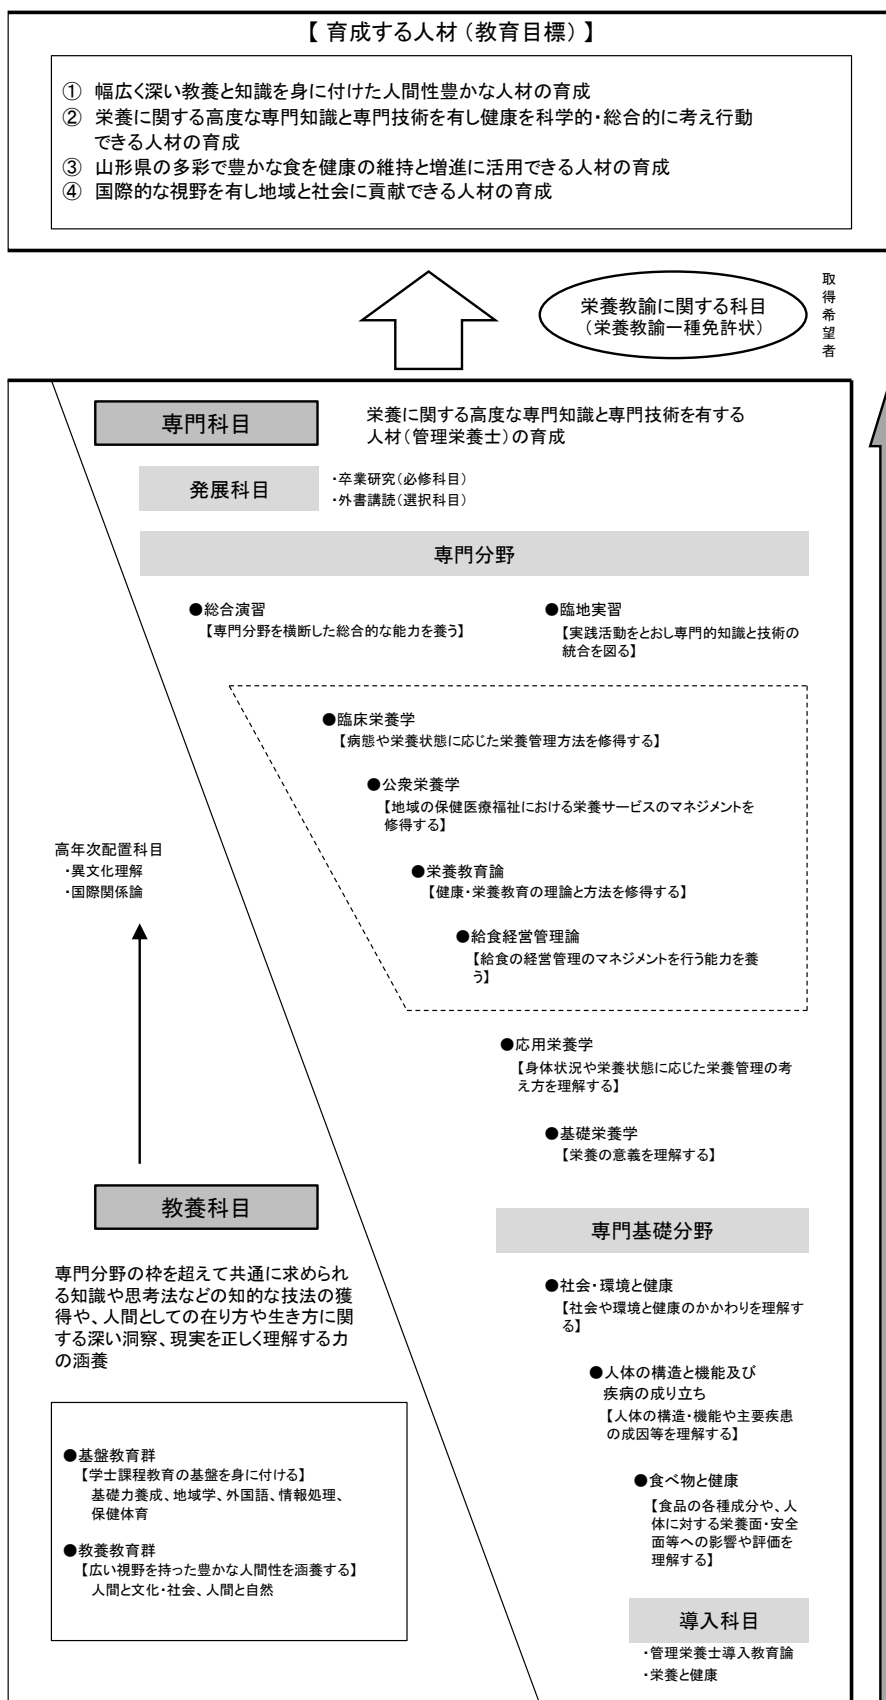 【 育成する人材（教育目標） 】
① 幅広く深い教養と知識を身に付けた人間性豊かな人材の育成
② 栄養に関する高度な専門知識と専門技術を有し健康を科学的・総合的に考え行動
できる人材の育成
③ 山形県の多彩で豊かな食を健康の維持と増進に活用できる人材の育成
④ 国際的な視野を有し地域と社会に貢献できる人材の育成
栄養教諭に関する科目
（栄養教諭一種免許状）
取得希望者
専門科目
栄養に関する高度な専門知識と専門技術を有する
人材（管理栄養士）の育成
発展科目
・卒業研究（必修科目）
・外書講読（選択科目）
専門分野
●総合演習
【専門分野を横断した総合的な能力を養う】
●臨地実習
【実践活動をとおし専門的知識と技術の
統合を図る】
●臨床栄養学
【病態や栄養状態に応じた栄養管理方法を修得する】
●公衆栄養学
【地域の保健医療福祉における栄養サービスのマネジメントを
修得する】
●栄養教育論
【健康・栄養教育の理論と方法を修得する】
●給食経営管理論
【給食の経営管理のマネジメントを行う能力を養
う】
●応用栄養学
【身体状況や栄養状態に応じた栄養管理の考
え方を理解する】
●基礎栄養学
【栄養の意義を理解する】
高年次配置科目
・異文化理解
・国際関係論
教養科目
専門分野の枠を超えて共通に求められ
る知識や思考法などの知的な技法の獲
得や、人間としての在り方や生き方に関
する深い洞察、現実を正しく理解する力
の涵養
●基盤教育群
【学士課程教育の基盤を身に付ける】
基礎力養成、地域学、外国語、情報処理、
保健体育
●教養教育群
【広い視野を持った豊かな人間性を涵養する】
人間と文化・社会、人間と自然
専門基礎分野
●社会・環境と健康
【社会や環境と健康のかかわりを理解す
る】
●人体の構造と機能及び
疾病の成り立ち
【人体の構造・機能や主要疾患
の成因等を理解する】
●食べ物と健康
【食品の各種成分や、人
体に対する栄養面・安全
面等への影響や評価を
理解する】
導入科目
・管理栄養士導入教育論
・栄養と健康